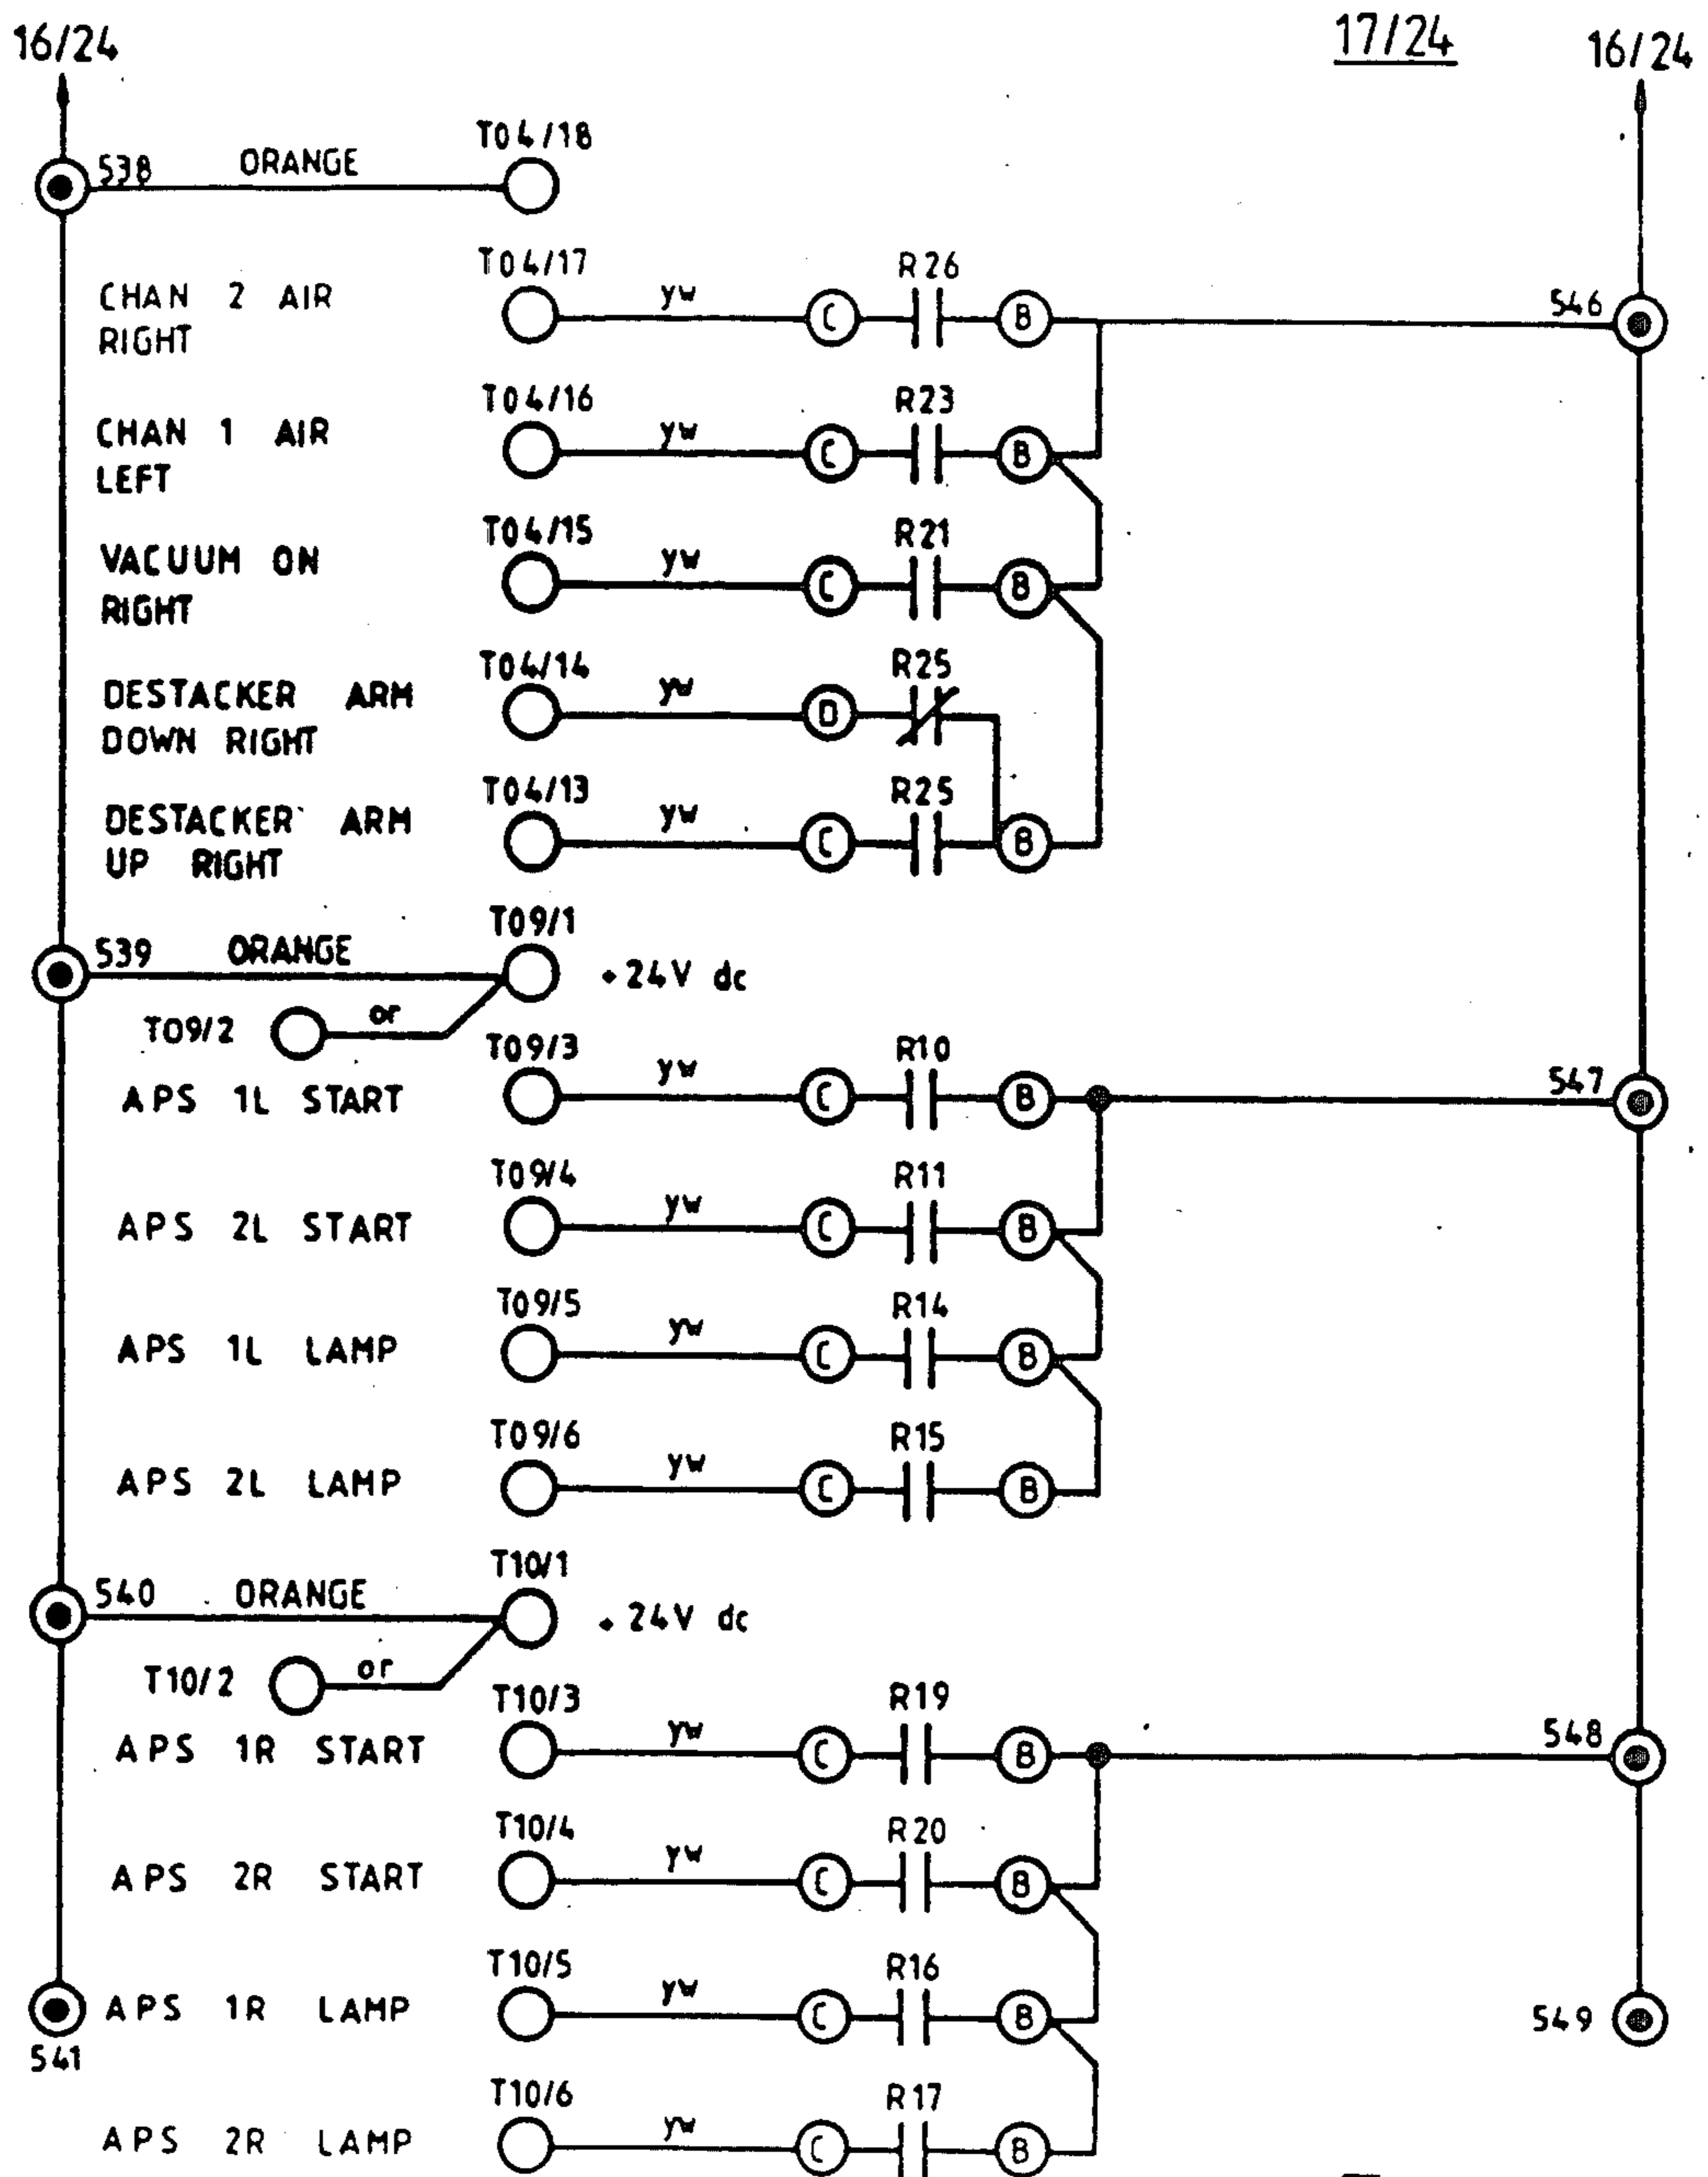 16/24 17/24 16/24
T04/18
538 ORANGE
T04/17 R26
CHAN 2 AIR yw C B 546
RIGHT
T04/16 R23
CHAN 1 AIR yw C B
LEFT
T04/15 R21
VACUUM ON yw C B
RIGHT
T04/14 R25
DESTACKER ARM yw D
DOWN RIGHT
T04/13 R25
DESTACKER ARM yw C B
UP RIGHT
T09/1
539 ORANGE +24V dc
T09/2 or
T09/3 R10
APS 1L START yw C B 547
T09/4 R11
APS 2L START yw C B
T09/5 R14
APS 1L LAMP yw C B
T09/6 R15
APS 2L LAMP yw C B
T10/1
540 ORANGE +24V dc
T10/2 or
T10/3 R19
APS 1R START yw C B 548
T10/4 R20
APS 2R START yw C B
T10/5 R16
APS 1R LAMP yw C B 549
541
T10/6 R17
APS 2R LAMP yw C B